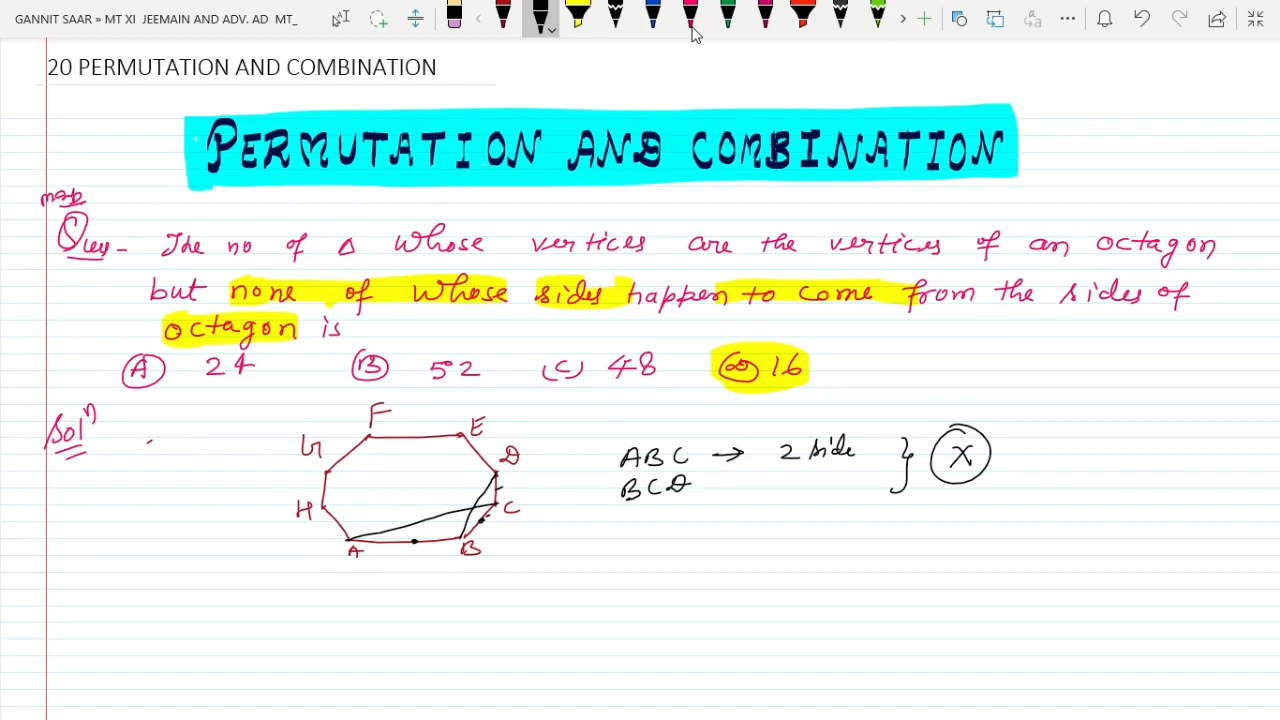 GANNIT SAAR » MT XI JEEMAIN AND ADV. AD MT_
20 PERMUTATION AND COMBINATION
PERMUTATION AND COMBINATION
Ques- The no of Δ whose vertices are the vertices of an octagon
but none of whose sides happen to come from the sides of
octagon is
(A) 24 (B) 52 (C) 48 (D) 16
Solⁿ
F
E
G
D
H
C
A
B
ABC → 2 side } X
BCD